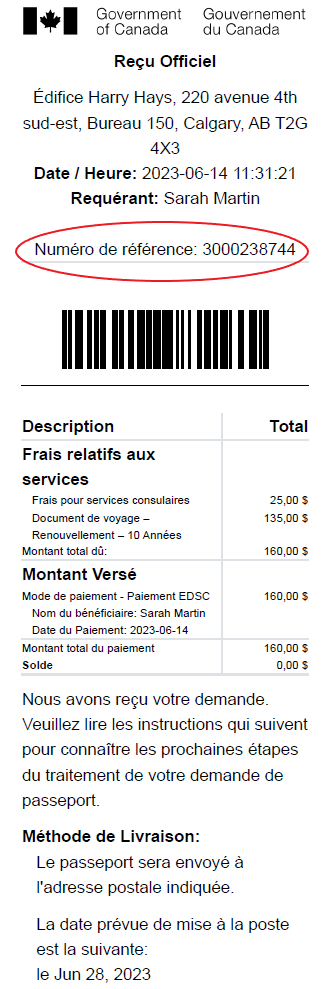 Government Gouvernement
of Canada du Canada
Reçu Officiel
Édifice Harry Hays, 220 avenue 4th
sud-est, Bureau 150, Calgary, AB T2G
4X3
Date / Heure: 2023-06-14 11:31:21
Requérant: Sarah Martin
Numéro de référence: 3000238744
Description Total
Frais relatifs aux
services
Frais pour services consulaires 25,00 $
Document de voyage – 135,00 $
Renouvellement – 10 Années
Montant total dû: 160,00 $
Montant Versé
Mode de paiement - Paiement EDSC 160,00 $
Nom du bénéficiaire: Sarah Martin
Date du Paiement: 2023-06-14
Montant total du paiement 160,00 $
Solde 0,00 $
Nous avons reçu votre demande.
Veuillez lire les instructions qui suivent
pour connaître les prochaines étapes
du traitement de votre demande de
passeport.
Méthode de Livraison:
Le passeport sera envoyé à
l'adresse postale indiquée.
La date prévue de mise à la poste
est la suivante:
le Jun 28, 2023